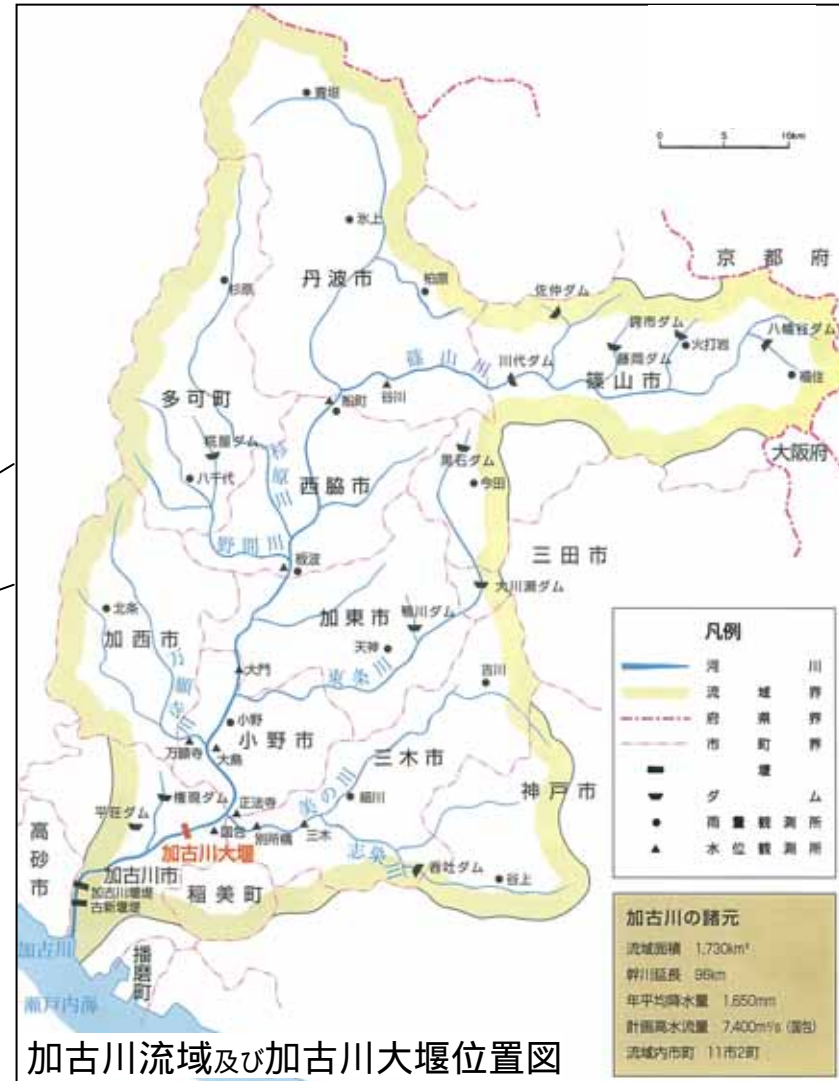 0 5 10km
青垣
氷上
京都府
丹波市
柏原
杉原
佐仲ダム
鍔市ダム
八幡谷ダム
藤岡ダム
火打岩
篠山川
川代ダム
篠山市
福住
多可町
船町
谷川
大阪府
糀屋ダム
黒石ダム
八千代
杉原川
西脇市
今田
野間川
三田市
板波
大川瀬ダム
加東市
鴨川ダム
北条
加西市
天神
万願寺川
大門
東条川
吉川
小野
小野市
万願寺
大島
三木市
美の川
神戸市
権現ダム
正法寺
細川
平荘ダム
国包
別所橋
三木
志染川
呑吐ダム
谷上
高砂市
加古川大堰
加古川市
稲美町
加古川堰堤
古新堰堤
加古川
播磨町
瀬戸内海
凡例
河川
流域界
府県界
市町界
堰
ダム
雨量観測所
水位観測所
加古川の諸元
流域面積 1,730km²
幹川延長 96km
年平均降水量 1,650mm
計画高水流量 7,400m³/s (国包)
流域内市町 11市2町
加古川流域及び加古川大堰位置図